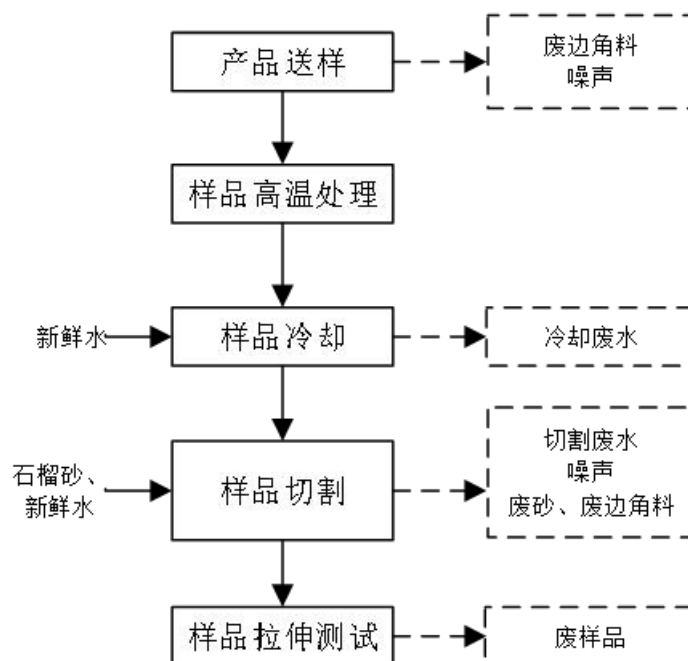 产品送样
废边角料
噪声
样品高温处理
新鲜水
样品冷却
冷却废水
石榴砂、
新鲜水
样品切割
切割废水
噪声
废砂、废边角料
样品拉伸测试
废样品